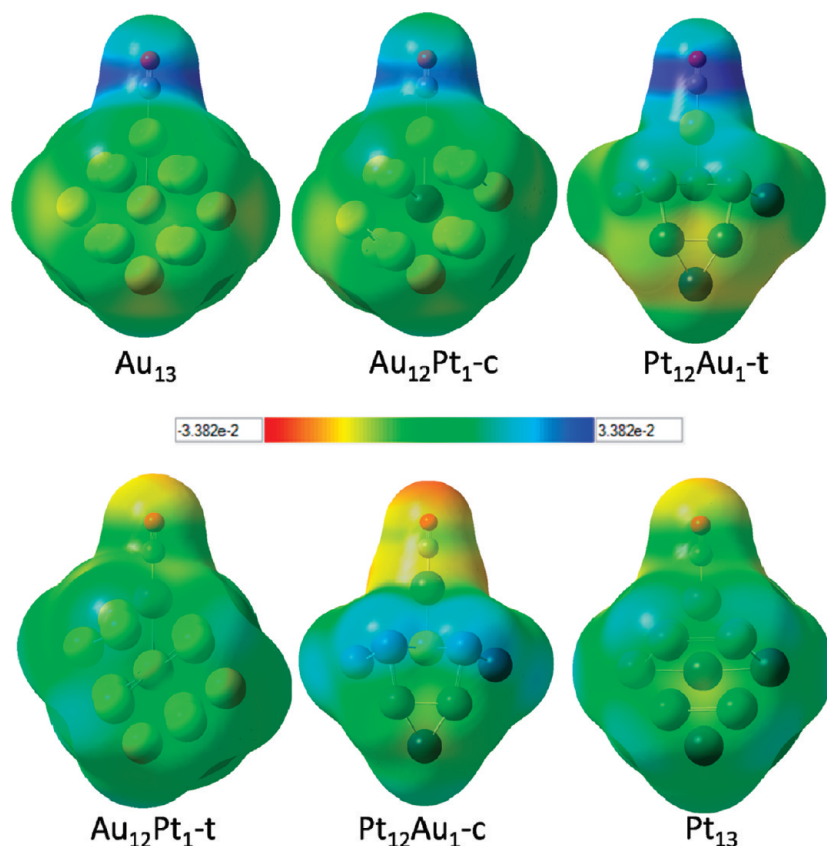 Au₁₃ Au₁₂Pt₁-c Pt₁₂Au₁-t
-3.382e-2 3.382e-2
Au₁₂Pt₁-t Pt₁₂Au₁-c Pt₁₃